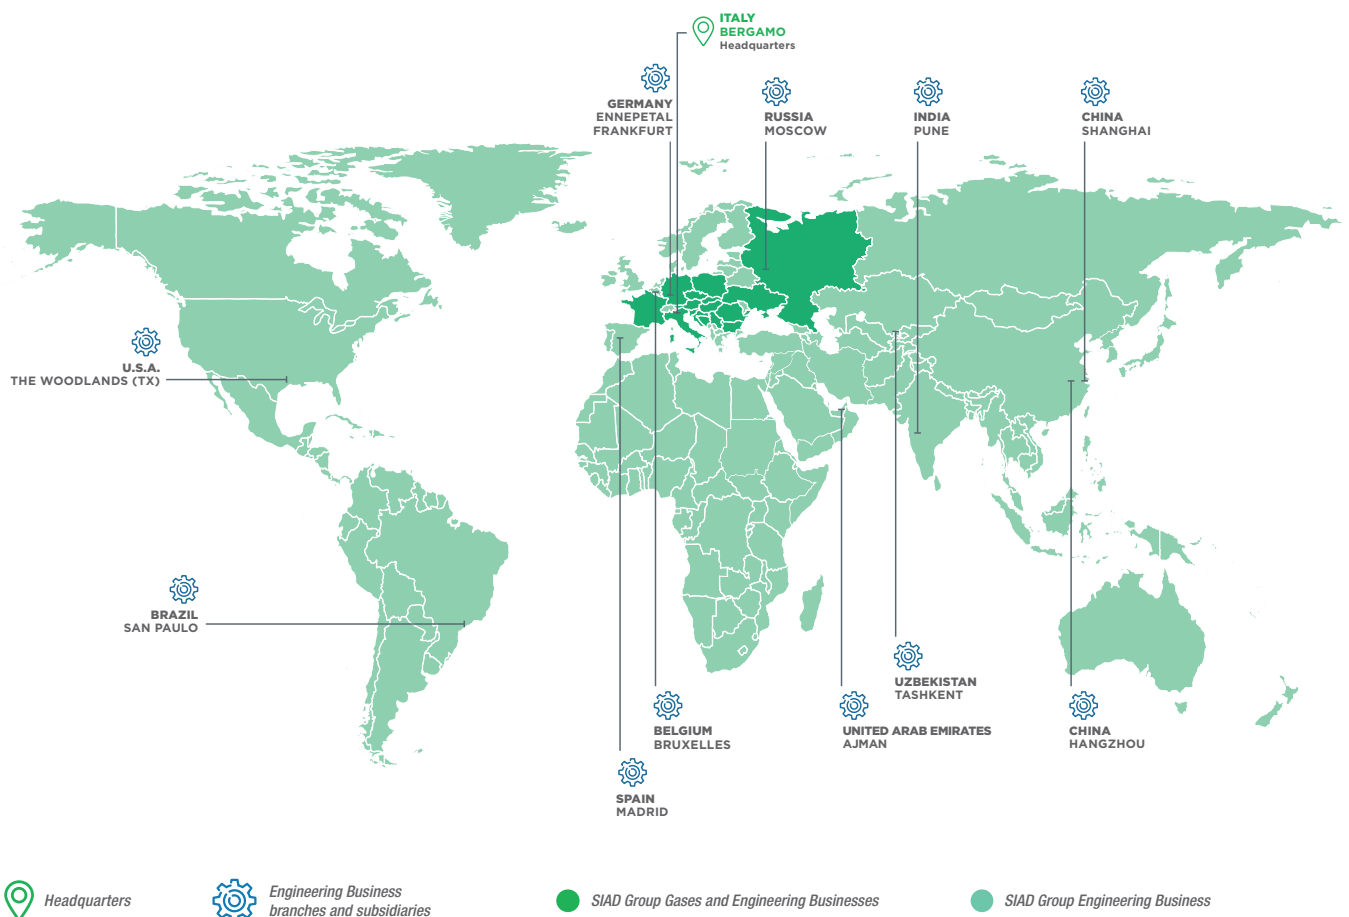 ITALY
BERGAMO
Headquarters
GERMANY
ENNEPETAL
FRANKFURT
RUSSIA
MOSCOW
INDIA
PUNE
CHINA
SHANGHAI
U.S.A.
THE WOODLANDS (TX)
BRAZIL
SAN PAULO
UZBEKISTAN
TASHKENT
BELGIUM
BRUXELLES
UNITED ARAB EMIRATES
AJMAN
CHINA
HANGZHOU
SPAIN
MADRID
Headquarters
Engineering Business
branches and subsidiaries
SIAD Group Gases and Engineering Businesses
SIAD Group Engineering Business